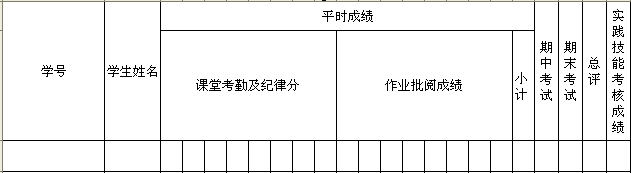 学号
学生姓名
平时成绩
课堂考勤及纪律分
作业批阅成绩
小计
期中考试
期末考试
总评
实践技能考核成绩